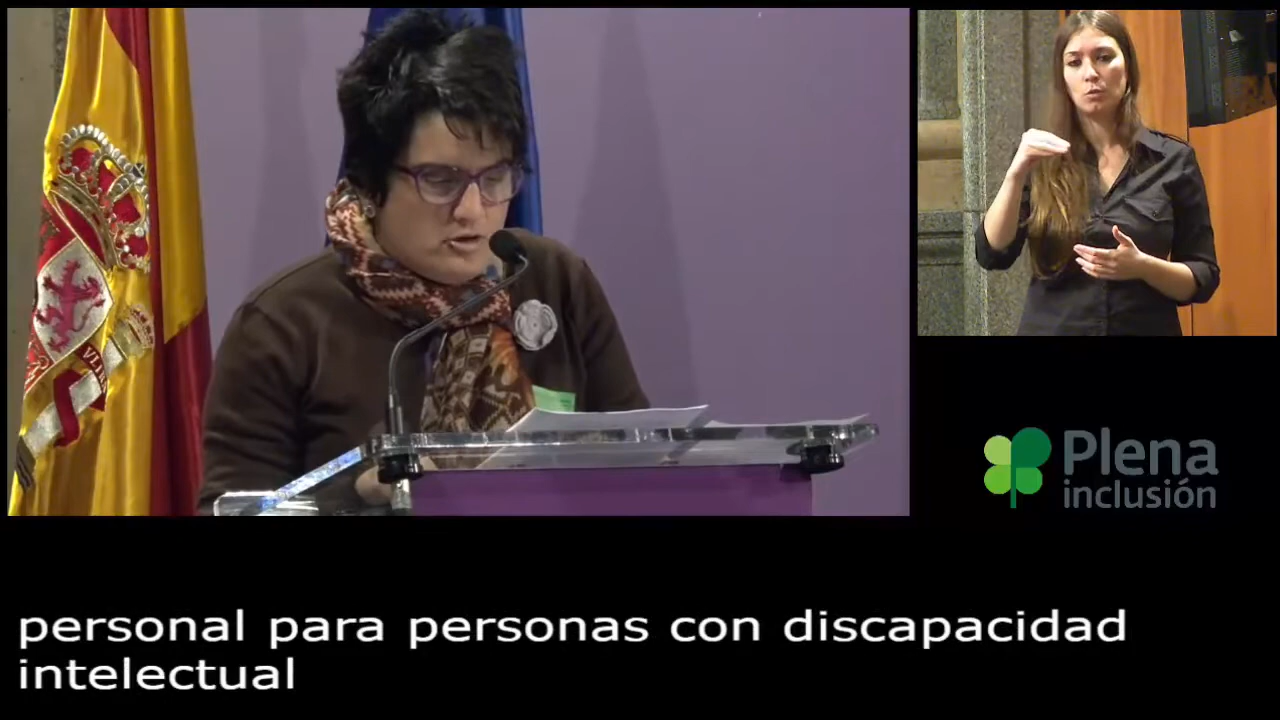 Plena
inclusión
personal para personas con discapacidad
intelectual